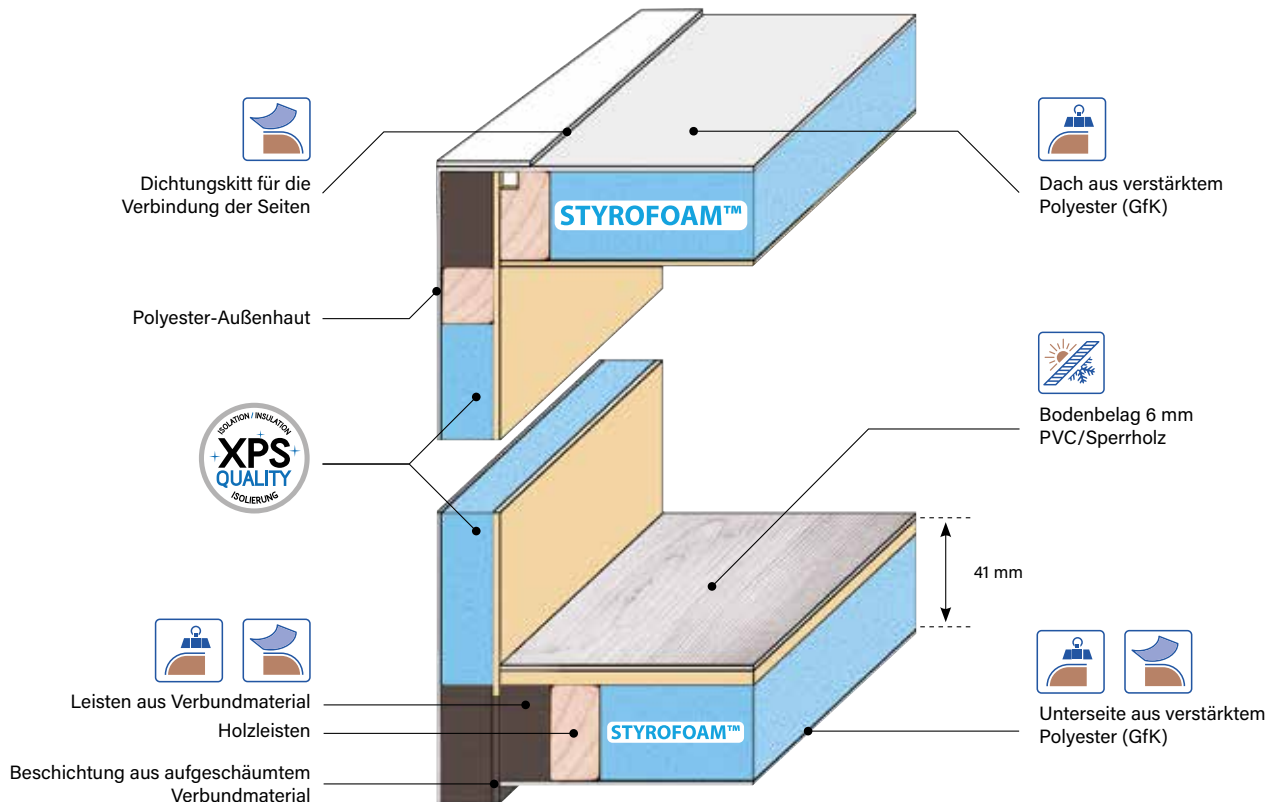 Dichtungskitt für die
Verbindung der Seiten
STYROFOAM™
Dach aus verstärktem
Polyester (GfK)
Polyester-Außenhaut
ISOLATION / INSULATION
XPS
QUALITY
ISOLIERUNG
Bodenbelag 6 mm
PVC/Sperrholz
41 mm
Leisten aus Verbundmaterial
Holzleisten
Beschichtung aus aufgeschäumtem
Verbundmaterial
STYROFOAM™
Unterseite aus verstärktem
Polyester (GfK)